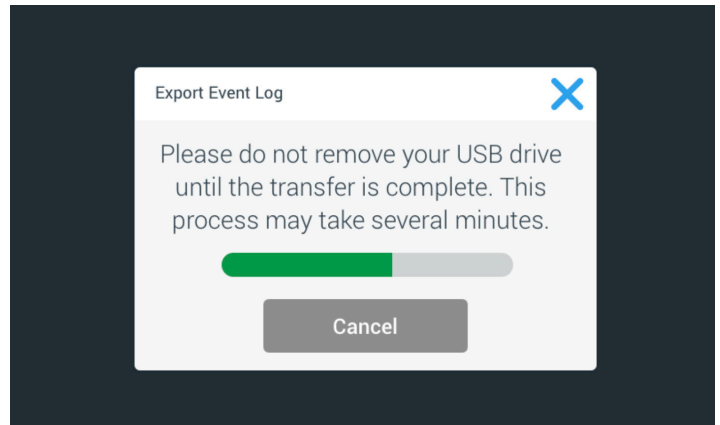 Export Event Log
Please do not remove your USB drive
until the transfer is complete. This
process may take several minutes.
Cancel